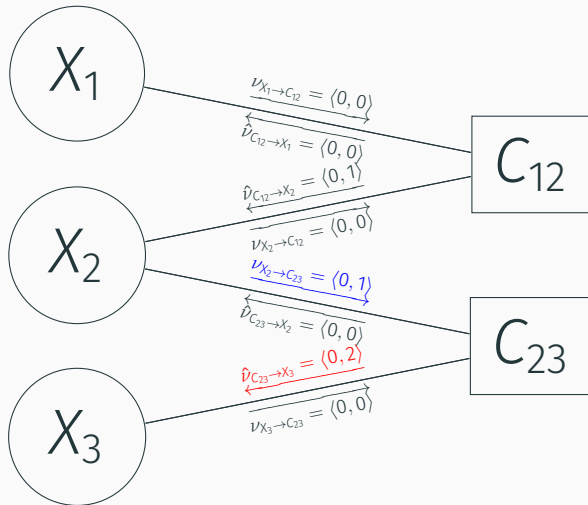 X₁
ν_{X₁→C₁₂} = ⟨0, 0⟩
ν̂_{C₁₂→X₁} = ⟨0, 0⟩
C₁₂
ν̂_{C₁₂→X₂} = ⟨0, 1⟩
ν_{X₂→C₁₂} = ⟨0, 0⟩
X₂
ν_{X₂→C₂₃} = ⟨0, 1⟩
ν̂_{C₂₃→X₂} = ⟨0, 0⟩
C₂₃
ν̂_{C₂₃→X₃} = ⟨0, 2⟩
ν_{X₃→C₂₃} = ⟨0, 0⟩
X₃